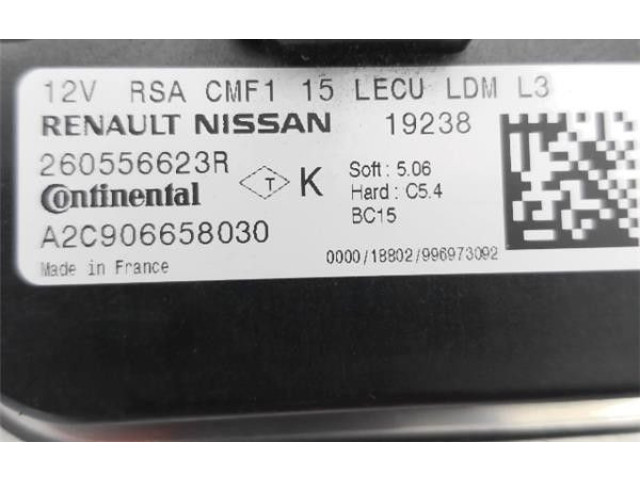 12V RSA CMF1 15 LECU LDM L3
RENAULT NISSAN 19238
260556623R
Continental
T K
Soft : 5.06
Hard : C5.4
BC15
A2C906658030
Made in France
0000/18802/996973092